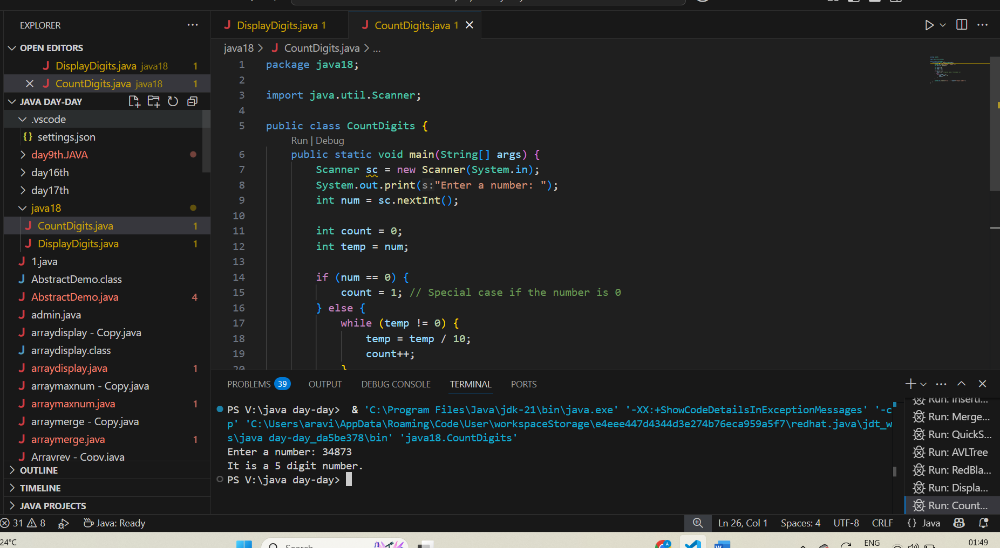 EXPLORER
OPEN EDITORS
DisplayDigits.java java18 1
CountDigits.java java18 1
JAVA DAY-DAY
.vscode
{} settings.json
day9th.JAVA
day16th
day17th
java18
CountDigits.java 1
DisplayDigits.java 1
1.java
AbstractDemo.class
AbstractDemo.java 4
admin.java
arraydisplay - Copy.java
arraydisplay.class
arraydisplay.java 1
arraymaxnum - Copy.java
arraymaxnum.java 1
arraymerge - Copy.java
arraymerge.java 1
Arrayrev - Copy.java
OUTLINE
TIMELINE
JAVA PROJECTS
DisplayDigits.java 1
CountDigits.java 1
java18 > CountDigits.java > ...
1 package java18;
2
3 import java.util.Scanner;
4
5 public class CountDigits {
Run | Debug
6 public static void main(String[] args) {
7 Scanner sc = new Scanner(System.in);
8 System.out.print(s:"Enter a number: ");
9 int num = sc.nextInt();
10
11 int count = 0;
12 int temp = num;
13
14 if (num == 0) {
15 count = 1; // Special case if the number is 0
16 } else {
17 while (temp != 0) {
18 temp = temp / 10;
19 count++;
20 }
PROBLEMS 39 OUTPUT DEBUG CONSOLE TERMINAL PORTS
PS V:\java day-day> & 'C:\Program Files\Java\jdk-21\bin\java.exe' '-XX:+ShowCodeDetailsInExceptionMessages' '-c
p' 'C:\Users\aravi\AppData\Roaming\Code\User\workspaceStorage\e4eee447d4344d3e274b76eca959a5f7\redhat.java\jdt_w
s\java day-day_da5be378\bin' 'java18.CountDigits'
Enter a number: 34873
It is a 5 digit number.
PS V:\java day-day>
Run: Inserti...
Run: Merge...
Run: QuickS...
Run: AVLTree
Run: RedBla...
Run: Displa...
Run: Count...
31 8 Java: Ready
Ln 26, Col 1 Spaces: 4 UTF-8 CRLF {} Java
24°C
Search
ENG
01:49